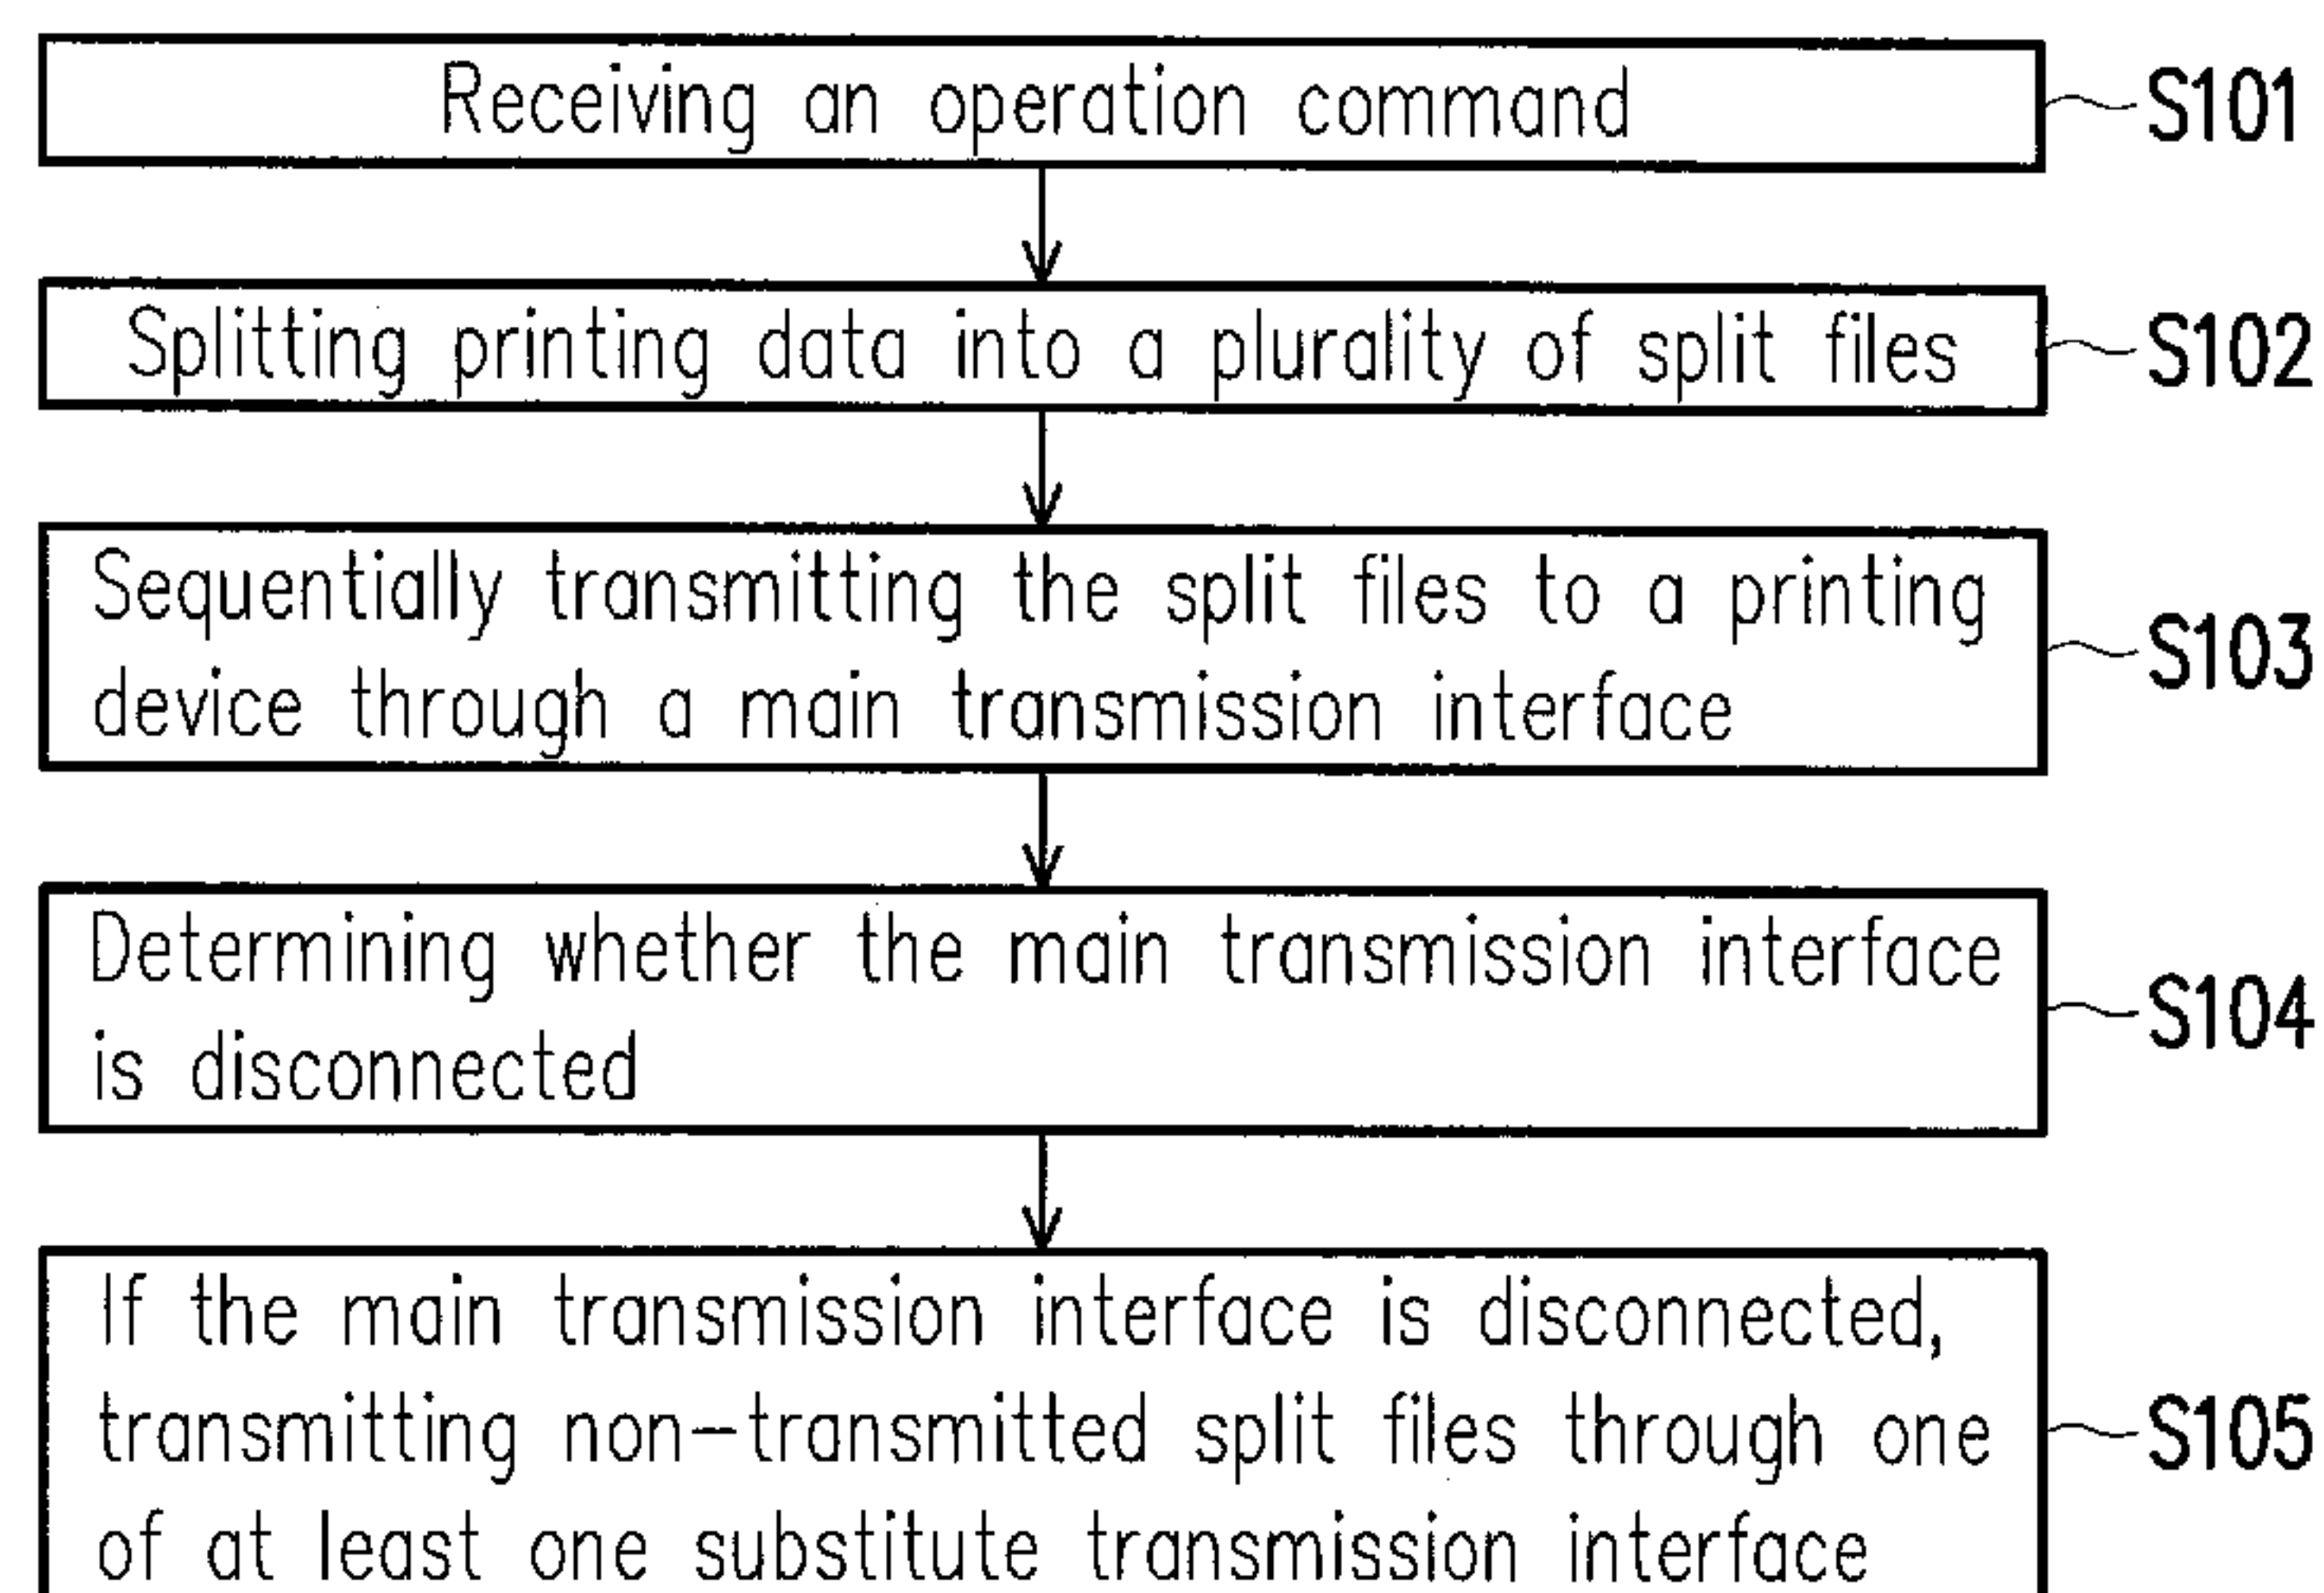 Receiving an operation command
S101
Splitting printing data into a plurality of split files
S102
Sequentially transmitting the split files to a printing
device through a main transmission interface
S103
Determining whether the main transmission interface
is disconnected
S104
If the main transmission interface is disconnected,
transmitting non-transmitted split files through one
of at least one substitute transmission interface
S105